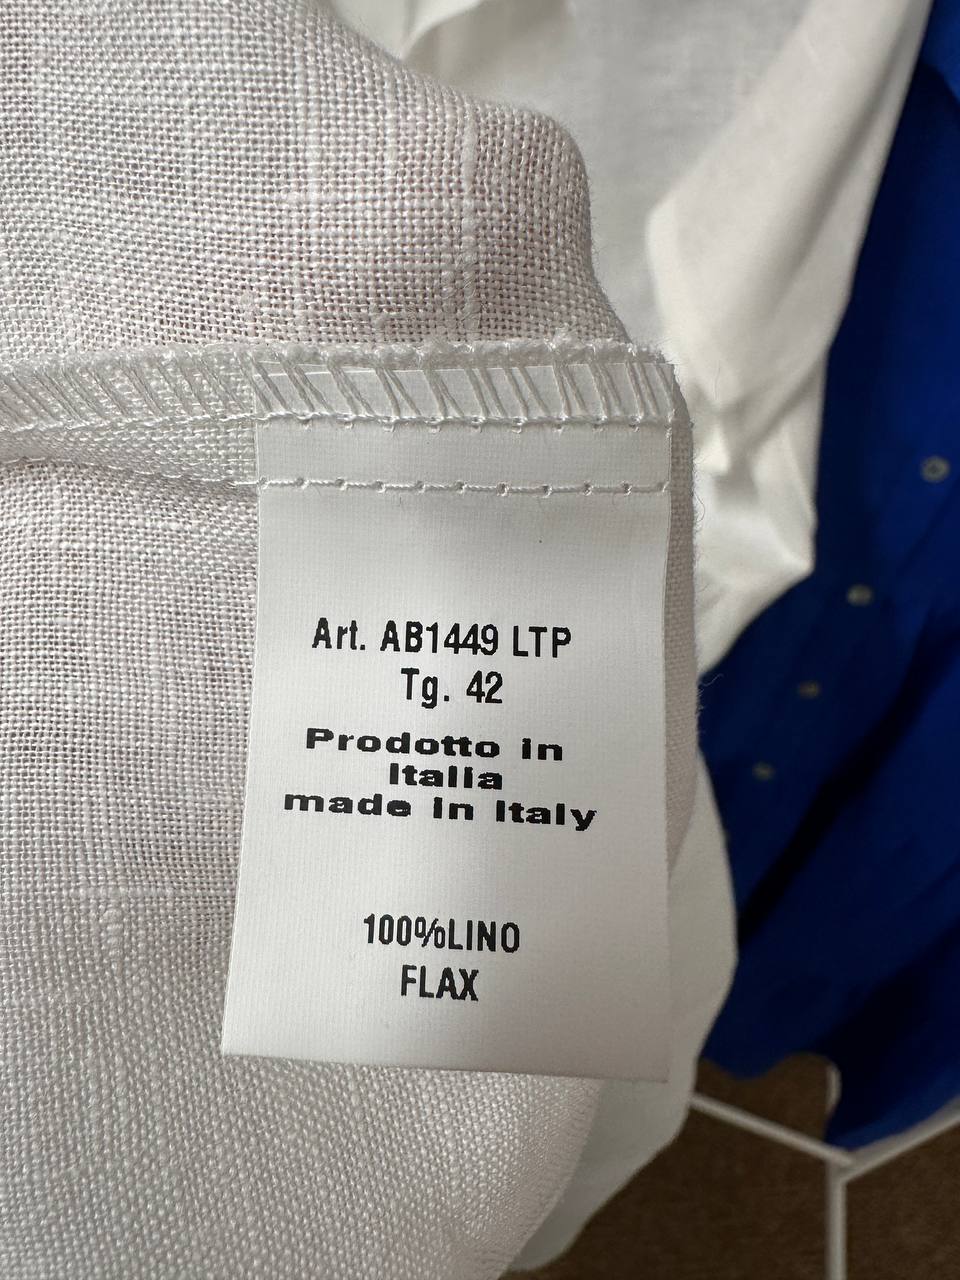 Art. AB1449 LTP
Tg. 42
Prodotto in
Italia
made in Italy
100%LINO
FLAX